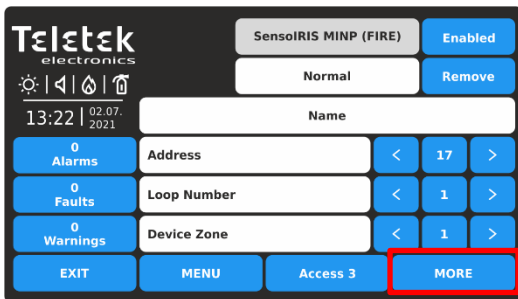 Teletek
electronics
SensoIRIS MINP (FIRE)
Enabled
Normal
Remove
13:22
02.07.
2021
Name
0
Alarms
Address
<
17
>
0
Faults
Loop Number
<
1
>
0
Warnings
Device Zone
<
1
>
EXIT
MENU
Access 3
MORE